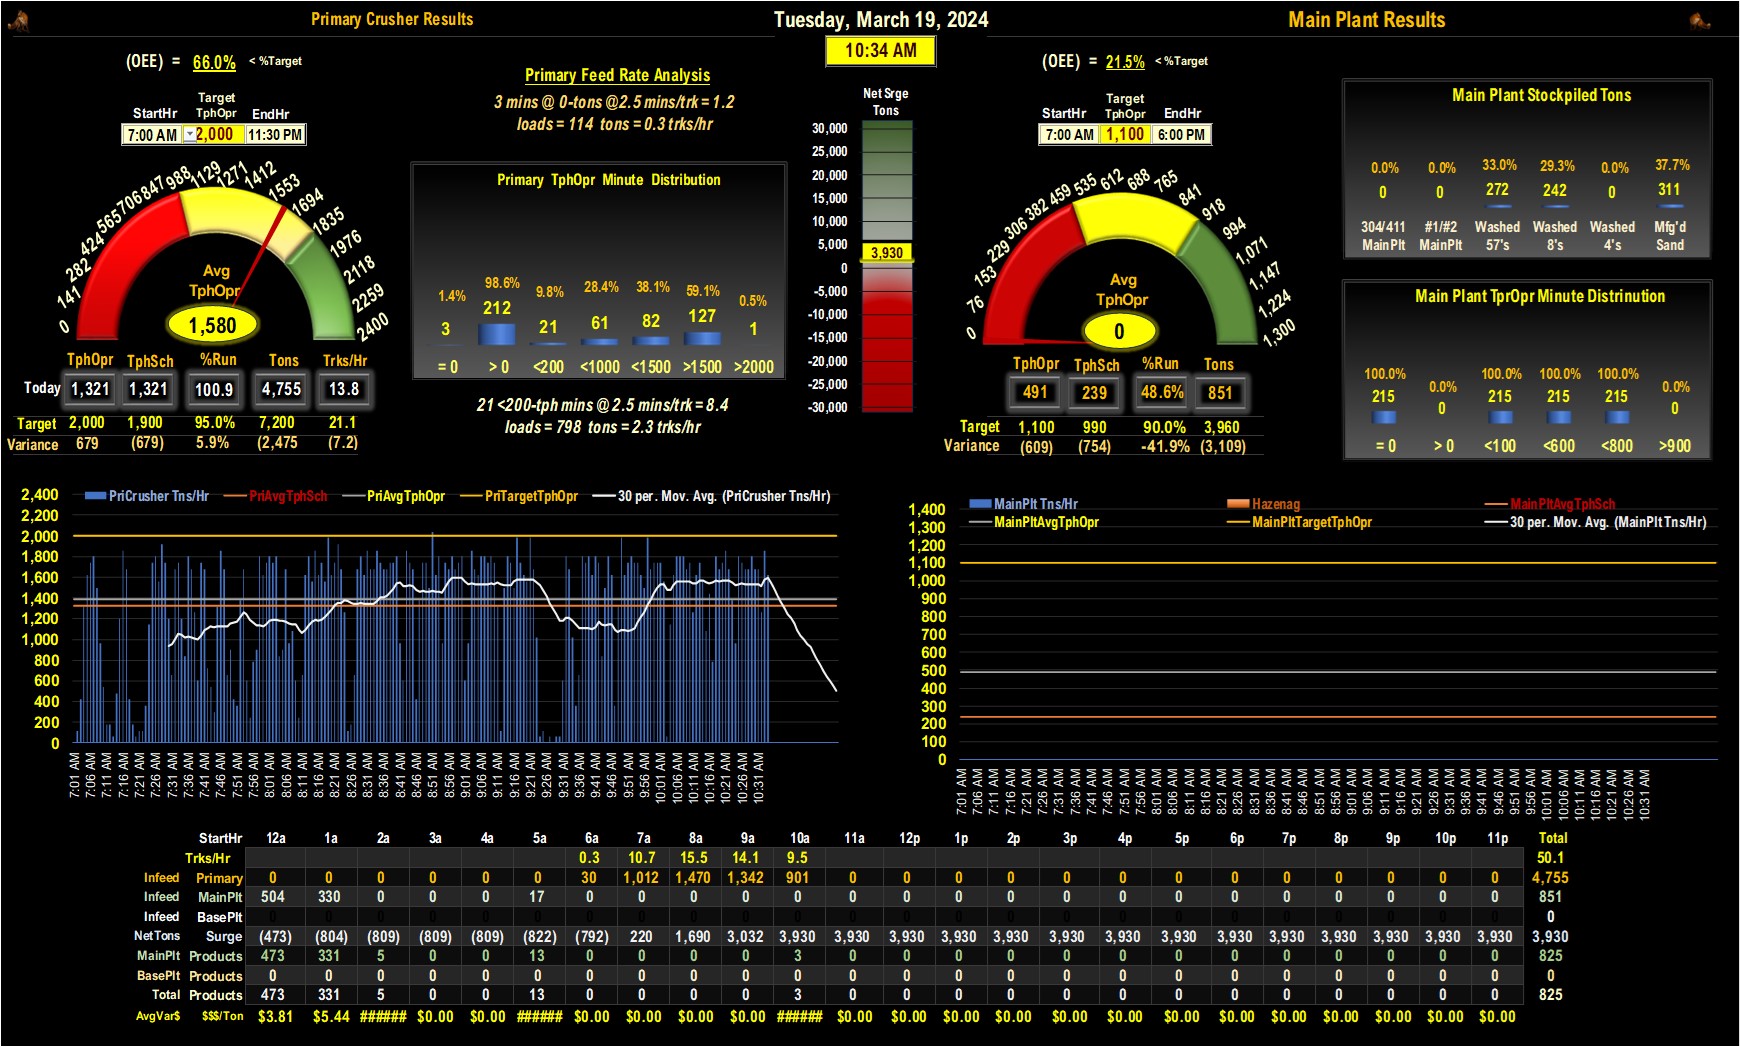 Primary Crusher Results
Tuesday, March 19, 2024
Main Plant Results
10:34 AM
(OEE) = 66.0% < %Target
Target
StartHr TphOpr EndHr
7:00 AM 2,000 11:30 PM
0 141 282 424 565 706 847 988 1129 1271 1412 1553 1694 1835 1976 2118 2259 2400
Avg
TphOpr
1,580
TphOpr TphSch %Run Tons Trks/Hr
Today 1,321 1,321 100.9 4,755 13.8
Target 2,000 1,900 95.0% 7,200 21.1
Variance 679 (679) 5.9% (2,475 (7.2)
Primary Feed Rate Analysis
3 mins @ 0-tons @2.5 mins/trk = 1.2
loads = 114 tons = 0.3 trks/hr
Primary TphOpr Minute Distribution
1.4% 98.6% 9.8% 28.4% 38.1% 59.1% 0.5%
3 212 21 61 82 127 1
= 0 > 0 <200 <1000 <1500 >1500 >2000
21 <200-tph mins @ 2.5 mins/trk = 8.4
loads = 798 tons = 2.3 trks/hr
Net Srge
Tons
30,000
25,000
20,000
15,000
10,000
5,000
3,930
0
-5,000
-10,000
-15,000
-20,000
-25,000
-30,000
(OEE) = 21.5% < %Target
Target
StartHr TphOpr EndHr
7:00 AM 1,100 6:00 PM
0 76 153 229 306 382 459 535 612 688 765 841 918 994 1,071 1,147 1,224 1,300
Avg
TphOpr
0
TphOpr TphSch %Run Tons
491 239 48.6% 851
Target 1,100 990 90.0% 3,960
Variance (609) (754) -41.9% (3,109)
Main Plant Stockpiled Tons
0.0% 0.0% 33.0% 29.3% 0.0% 37.7%
0 0 272 242 0 311
304/411 #1/#2 Washed Washed Washed Mfg'd
MainPlt MainPlt 57's 8's 4's Sand
Main Plant TprOpr Minute Distrinution
100.0% 0.0% 100.0% 100.0% 100.0% 0.0%
215 0 215 215 215 0
= 0 > 0 <100 <600 <800 >900
PriCrusher Tns/Hr PriAvgTphSch PriAvgTphOpr PriTargetTphOpr 30 per. Mov. Avg. (PriCrusher Tns/Hr)
2,400
2,200
2,000
1,800
1,600
1,400
1,200
1,000
800
600
400
200
0
7:01 AM 7:06 AM 7:11 AM 7:16 AM 7:21 AM 7:26 AM 7:31 AM 7:36 AM 7:41 AM 7:46 AM 7:51 AM 7:56 AM 8:01 AM 8:06 AM 8:11 AM 8:16 AM 8:21 AM 8:26 AM 8:31 AM 8:36 AM 8:41 AM 8:46 AM 8:51 AM 8:56 AM 9:01 AM 9:06 AM 9:11 AM 9:16 AM 9:21 AM 9:26 AM 9:31 AM 9:36 AM 9:41 AM 9:46 AM 9:51 AM 9:56 AM 10:01 AM 10:06 AM 10:11 AM 10:16 AM 10:21 AM 10:26 AM 10:31 AM
MainPlt Tns/Hr Hazenag MainPltAvgTphSch
MainPltAvgTphOpr MainPltTargetTphOpr 30 per. Mov. Avg. (MainPlt Tns/Hr)
1,400
1,300
1,200
1,100
1,000
900
800
700
600
500
400
300
200
100
0
7:01 AM 7:06 AM 7:11 AM 7:16 AM 7:21 AM 7:26 AM 7:31 AM 7:36 AM 7:41 AM 7:46 AM 7:51 AM 7:56 AM 8:01 AM 8:06 AM 8:11 AM 8:16 AM 8:21 AM 8:26 AM 8:31 AM 8:36 AM 8:41 AM 8:46 AM 8:51 AM 8:56 AM 9:01 AM 9:06 AM 9:11 AM 9:16 AM 9:21 AM 9:26 AM 9:31 AM 9:36 AM 9:41 AM 9:46 AM 9:51 AM 9:56 AM 10:01 AM 10:06 AM 10:11 AM 10:16 AM 10:21 AM 10:26 AM 10:31 AM
StartHr 12a 1a 2a 3a 4a 5a 6a 7a 8a 9a 10a 11a 12p 1p 2p 3p 4p 5p 6p 7p 8p 9p 10p 11p Total
Trks/Hr 0.3 10.7 15.5 14.1 9.5 50.1
Infeed Primary 0 0 0 0 0 0 30 1,012 1,470 1,342 901 0 0 0 0 0 0 0 0 0 0 0 0 0 4,755
Infeed MainPlt 504 330 0 0 0 17 0 0 0 0 0 0 0 0 0 0 0 0 0 0 0 0 0 0 851
Infeed BasePlt 0 0 0 0 0 0 0 0 0 0 0 0 0 0 0 0 0 0 0 0 0 0 0 0 0
NetTons Surge (473) (804) (809) (809) (809) (822) (792) 220 1,690 3,032 3,930 3,930 3,930 3,930 3,930 3,930 3,930 3,930 3,930 3,930 3,930 3,930 3,930 3,930 3,930
MainPlt Products 473 331 5 0 0 13 0 0 0 0 3 0 0 0 0 0 0 0 0 0 0 0 0 0 825
BasePlt Products 0 0 0 0 0 0 0 0 0 0 0 0 0 0 0 0 0 0 0 0 0 0 0 0 0
Total Products 473 331 5 0 0 13 0 0 0 0 3 0 0 0 0 0 0 0 0 0 0 0 0 0 825
AvgVar$ $$$/Ton $3.81 $5.44 ###### $0.00 $0.00 ###### $0.00 $0.00 $0.00 $0.00 ###### $0.00 $0.00 $0.00 $0.00 $0.00 $0.00 $0.00 $0.00 $0.00 $0.00 $0.00 $0.00 $0.00